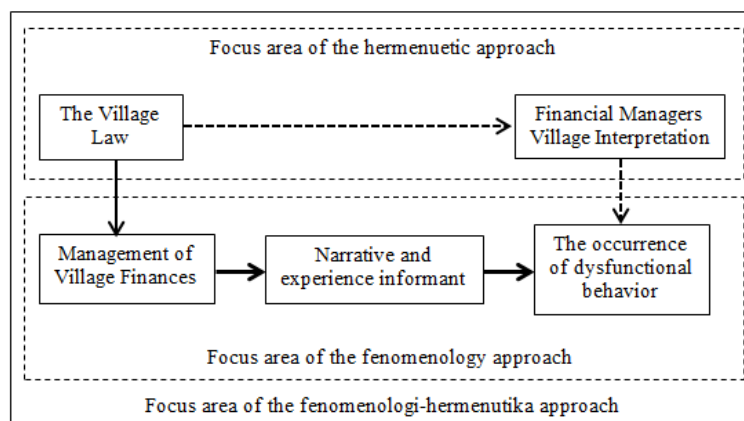 Focus area of the hermenuetic approach
The Village
Law
Financial Managers
Village Interpretation
Management of
Village Finances
Narrative and
experience informant
The occurrence
of dysfunctional
behavior
Focus area of the fenomenology approach
Focus area of the fenomenologi-hermenutika approach